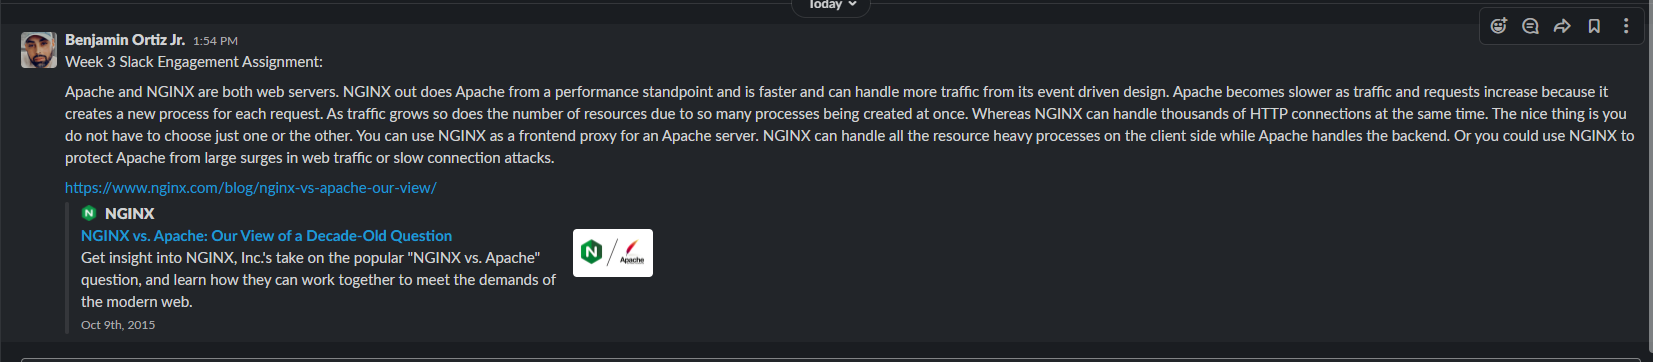 Today
Benjamin Ortiz Jr. 1:54 PM
Week 3 Slack Engagement Assignment:
Apache and NGINX are both web servers. NGINX out does Apache from a performance standpoint and is faster and can handle more traffic from its event driven design. Apache becomes slower as traffic and requests increase because it
creates a new process for each request. As traffic grows so does the number of resources due to so many processes being created at once. Whereas NGINX can handle thousands of HTTP connections at the same time. The nice thing is you
do not have to choose just one or the other. You can use NGINX as a frontend proxy for an Apache server. NGINX can handle all the resource heavy processes on the client side while Apache handles the backend. Or you could use NGINX to
protect Apache from large surges in web traffic or slow connection attacks.
https://www.nginx.com/blog/nginx-vs-apache-our-view/
N NGINX
NGINX vs. Apache: Our View of a Decade-Old Question
Get insight into NGINX, Inc.'s take on the popular "NGINX vs. Apache"
question, and learn how they can work together to meet the demands of
the modern web.
Oct 9th, 2015
N / Apache